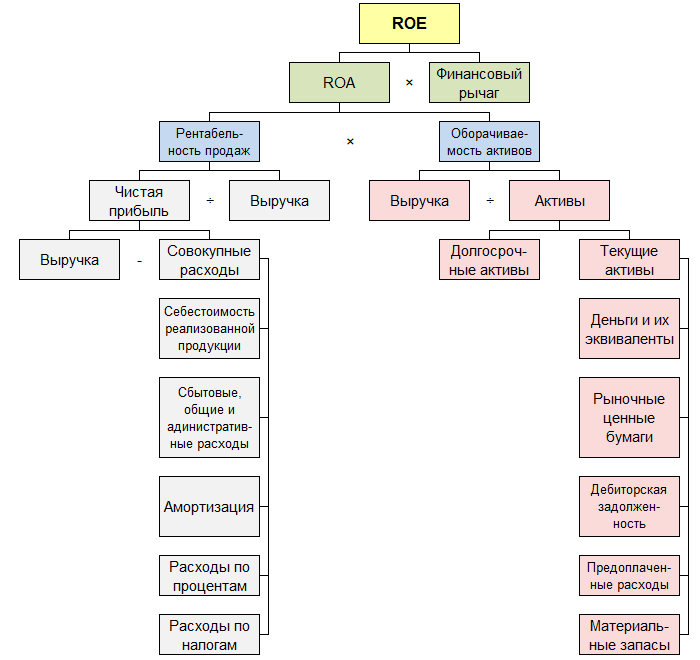 ROE
ROA
×
Финансовый
рычаг
Рентабель-
ность продаж
×
Оборачивае-
мость активов
Чистая
прибыль
÷
Выручка
Выручка
÷
Активы
Выручка
-
Совокупные
расходы
Долгосроч-
ные активы
Текущие
активы
Себестоимость
реализованной
продукции
Деньги и их
эквиваленты
Сбытовые,
общие и
адинистратив-
ные расходы
Рыночные
ценные
бумаги
Амортизация
Дебиторская
задолжен-
ность
Расходы по
процентам
Предоплачен-
ные расходы
Расходы по
налогам
Материаль-
ные запасы